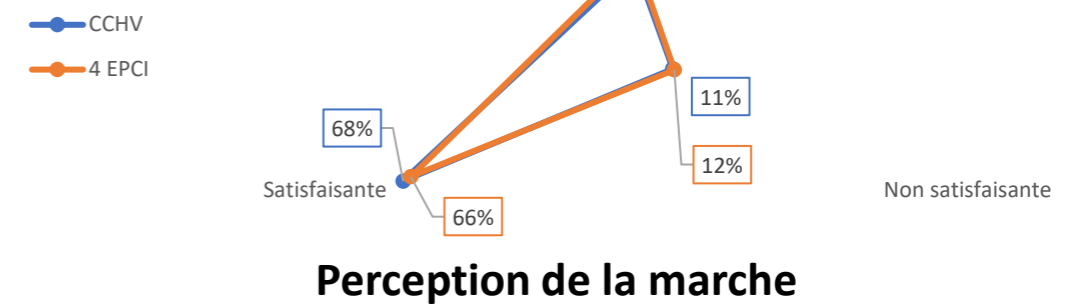 CCHV
4 EPCI
11%
68%
12%
Satisfaisante
Non satisfaisante
66%
Perception de la marche